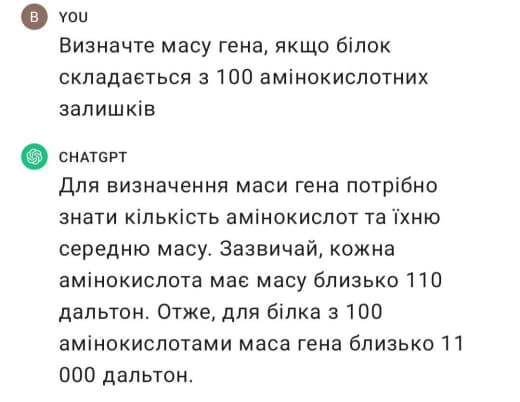 B YOU
Визначте масу гена, якщо білок
складається з 100 амінокислотних
залишків
CHATGPT
Для визначення маси гена потрібно
знати кількість амінокислот та їхню
середню масу. Зазвичай, кожна
амінокислота має масу близько 110
дальтон. Отже, для білка з 100
амінокислотами маса гена близько 11
000 дальтон.